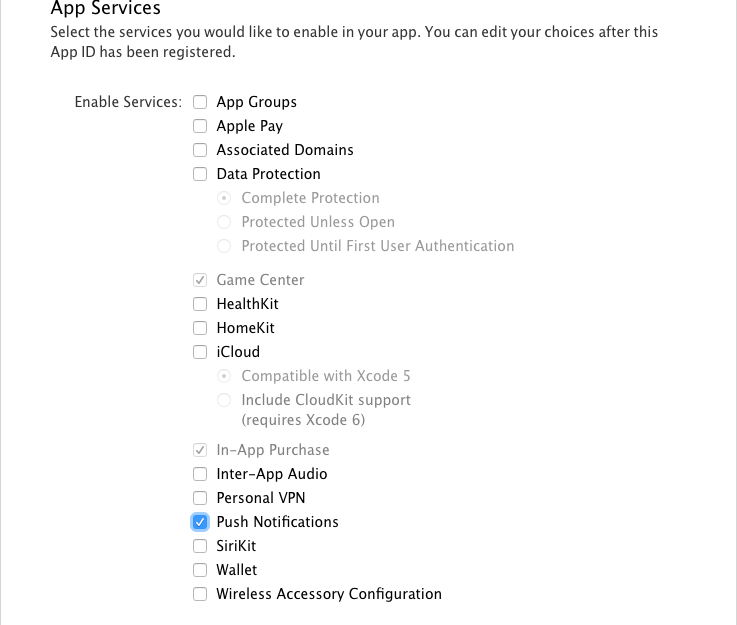 App Services
Select the services you would like to enable in your app. You can edit your choices after this
App ID has been registered.
Enable Services:
App Groups
Apple Pay
Associated Domains
Data Protection
Complete Protection
Protected Unless Open
Protected Until First User Authentication
Game Center
HealthKit
HomeKit
iCloud
Compatible with Xcode 5
Include CloudKit support
(requires Xcode 6)
In-App Purchase
Inter-App Audio
Personal VPN
Push Notifications
SiriKit
Wallet
Wireless Accessory Configuration